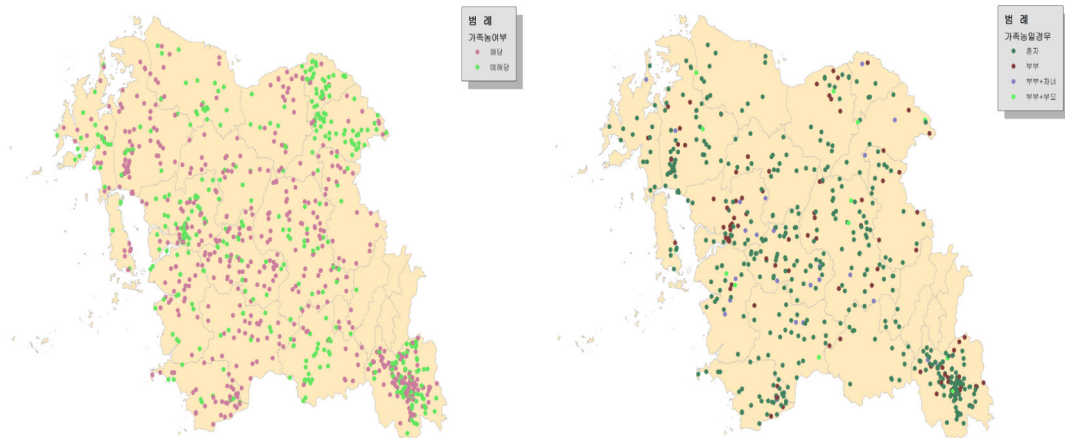 범 례
가족농여부
해당
미해당
범 례
가족농일경우
혼자
부부
부부+자녀
부부+부모